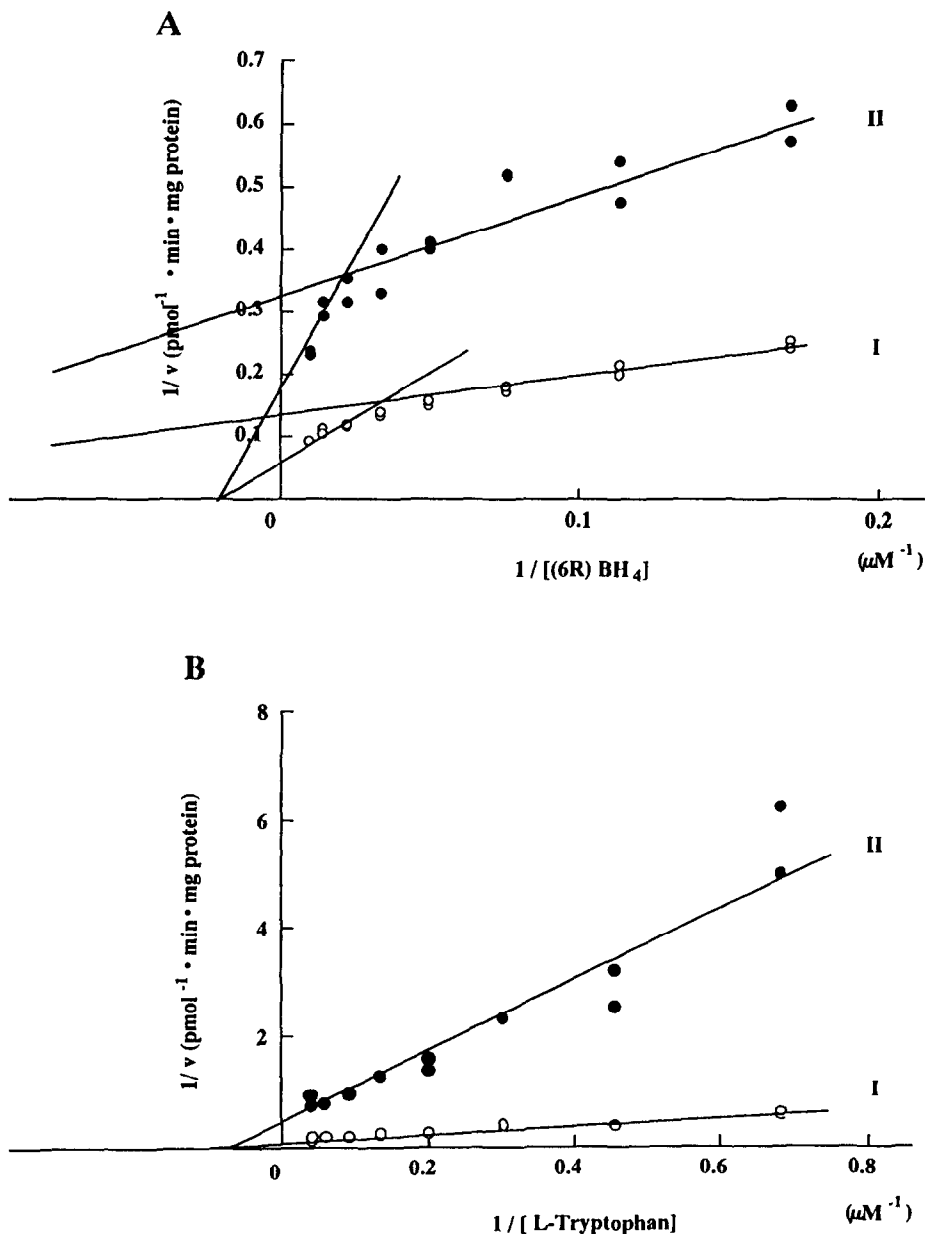 A
0.7
0.6
0.5
0.4
0.3
0.2
0.1
1/ v (pmol⁻¹ • min • mg protein)
II
I
0
0.1
0.2
1 / [(6R) BH₄]
(µM⁻¹)
B
8
6
4
2
1/ v (pmol⁻¹ • min • mg protein)
II
I
0
0.2
0.4
0.6
0.8
1 / [ L-Tryptophan]
(µM⁻¹)